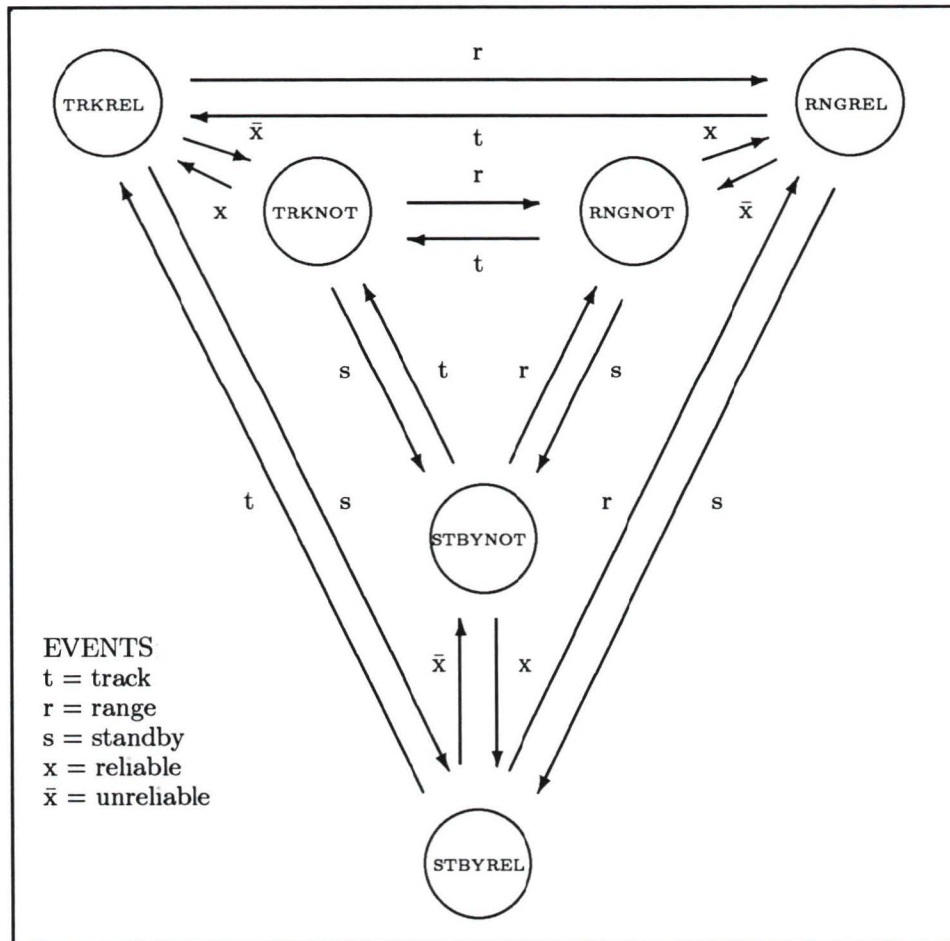 r
TRKREL
RNGREL
x̄
t
x
r
x
TRKNOT
RNGNOT
x̄
t
s
t
r
s
t
s
r
s
STBYNOT
EVENTS
t = track
r = range
s = standby
x = reliable
x̄ = unreliable
x̄
x
STBYREL